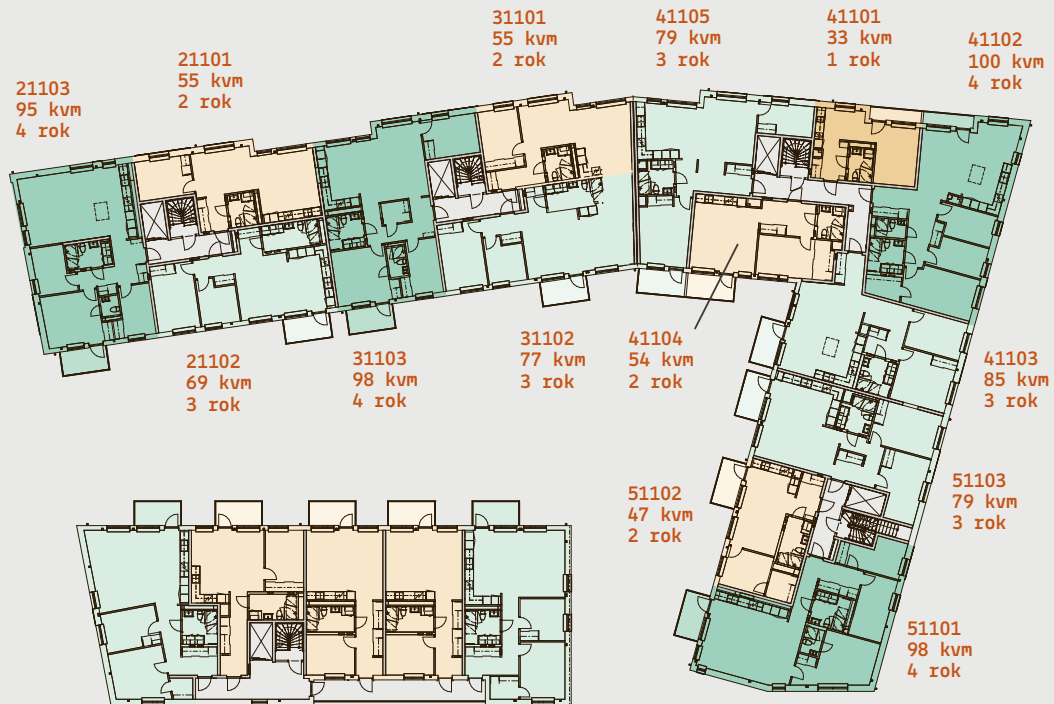 31101
55 kvm
2 rok
41105
79 kvm
3 rok
41101
33 kvm
1 rok
41102
100 kvm
4 rok
21101
55 kvm
2 rok
21103
95 kvm
4 rok
21102
69 kvm
3 rok
31103
98 kvm
4 rok
31102
77 kvm
3 rok
41104
54 kvm
2 rok
41103
85 kvm
3 rok
51102
47 kvm
2 rok
51103
79 kvm
3 rok
51101
98 kvm
4 rok